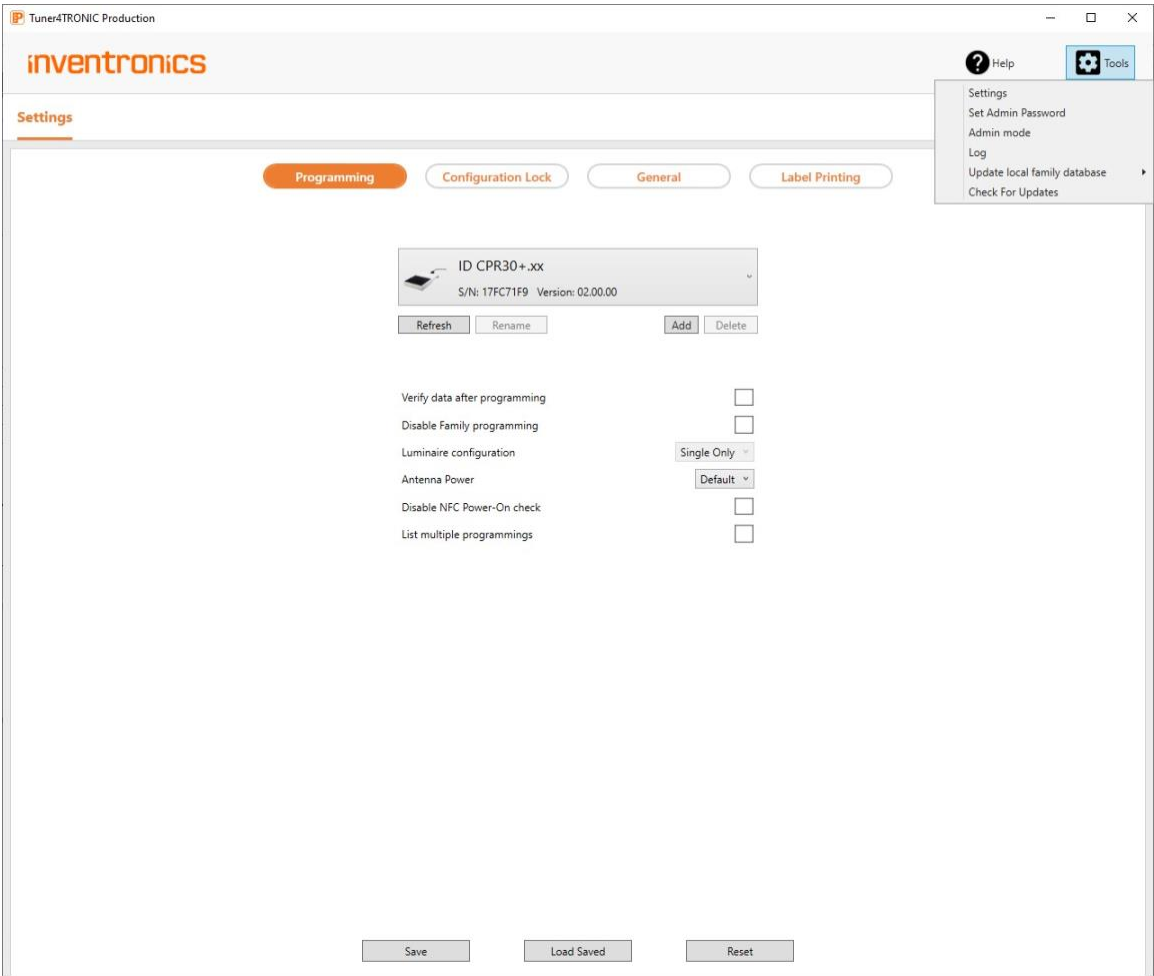 Tuner4TRONIC Production
inventronics
Help
Tools
Settings
Set Admin Password
Admin mode
Log
Update local family database
Check For Updates
Settings
Programming
Configuration Lock
General
Label Printing
ID CPR30+.xx
S/N: 17FC71F9 Version: 02.00.00
Refresh
Rename
Add
Delete
Verify data after programming
Disable Family programming
Luminaire configuration
Single Only
Antenna Power
Default
Disable NFC Power-On check
List multiple programmings
Save
Load Saved
Reset